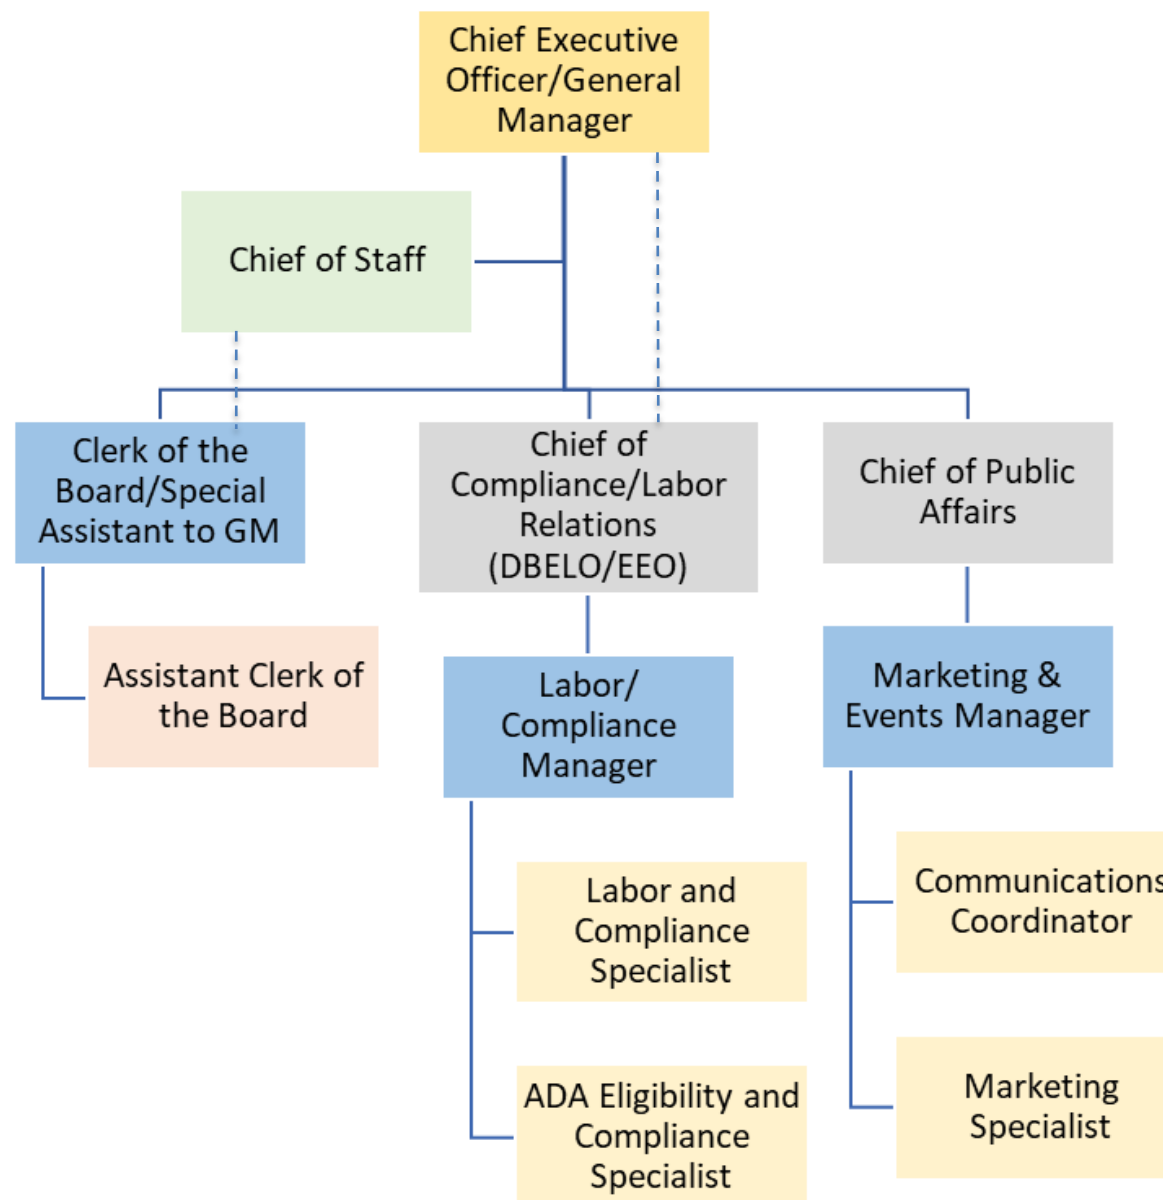 Chief Executive
Officer/General
Manager
Chief of Staff
Clerk of the
Board/Special
Assistant to GM
Chief of
Compliance/Labor
Relations
(DBELO/EEO)
Chief of Public
Affairs
Assistant Clerk of
the Board
Labor/
Compliance
Manager
Marketing &
Events Manager
Labor and
Compliance
Specialist
Communications
Coordinator
ADA Eligibility and
Compliance
Specialist
Marketing
Specialist